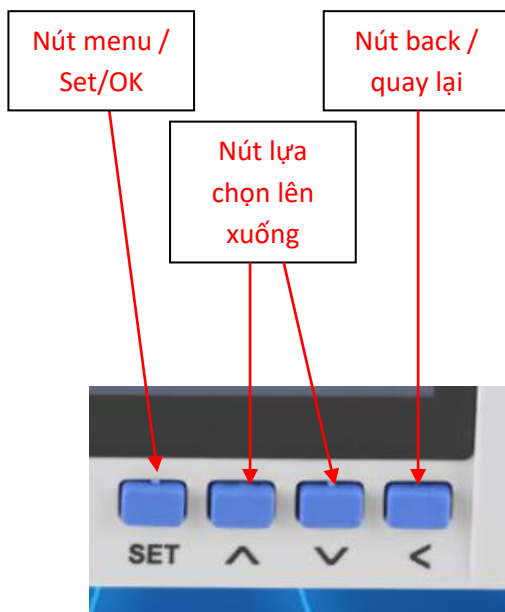 Nút menu /
Set/OK
Nút back /
quay lại
Nút lựa
chọn lên
xuống
SET